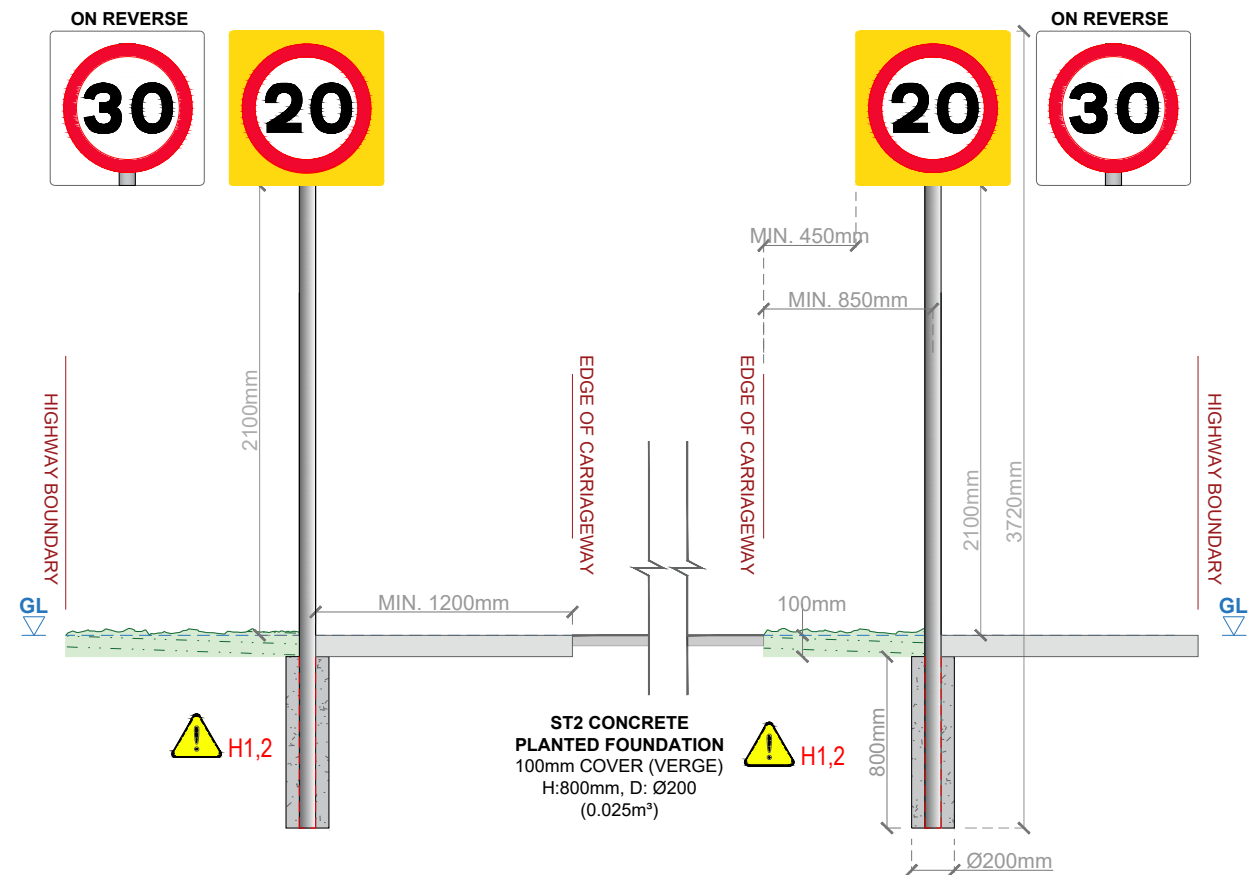 ON REVERSE
ON REVERSE
30
20
20
30
MIN. 450mm
MIN. 850mm
HIGHWAY BOUNDARY
2100mm
EDGE OF CARRIAGEWAY
EDGE OF CARRIAGEWAY
2100mm
3720mm
HIGHWAY BOUNDARY
GL
MIN. 1200mm
100mm
GL
H1,2
ST2 CONCRETE
PLANTED FOUNDATION
100mm COVER (VERGE)
H:800mm, D: Ø200
(0.025m³)
H1,2
800mm
Ø200mm